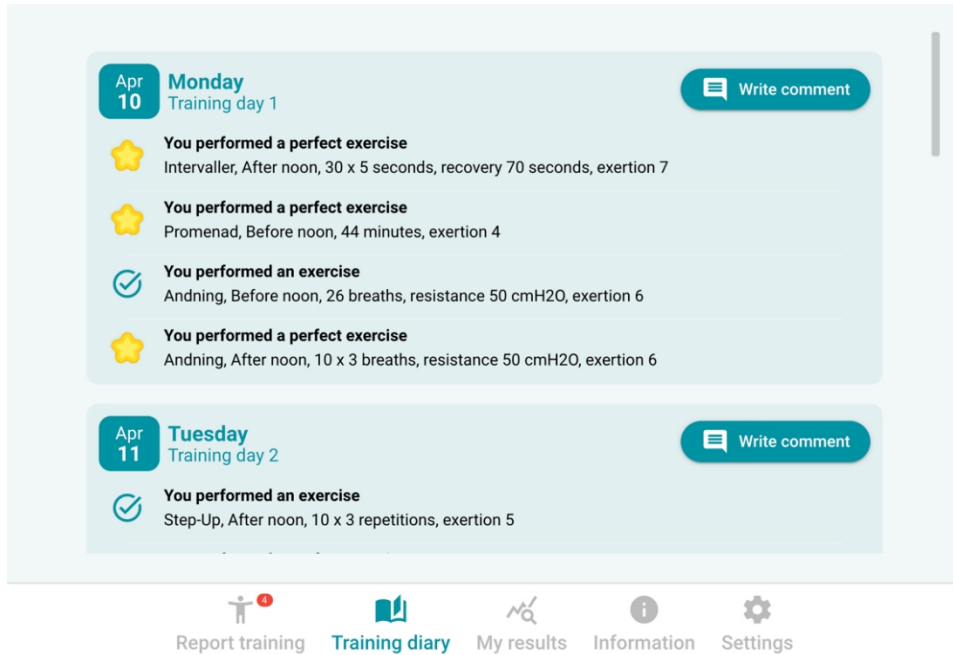 Apr
10
Monday
Training day 1
Write comment
You performed a perfect exercise
Intervaller, After noon, 30 x 5 seconds, recovery 70 seconds, exertion 7
You performed a perfect exercise
Promenad, Before noon, 44 minutes, exertion 4
You performed an exercise
Andning, Before noon, 26 breaths, resistance 50 cmH2O, exertion 6
You performed a perfect exercise
Andning, After noon, 10 x 3 breaths, resistance 50 cmH2O, exertion 6
Apr
11
Tuesday
Training day 2
Write comment
You performed an exercise
Step-Up, After noon, 10 x 3 repetitions, exertion 5
4
Report training
Training diary
My results
Information
Settings